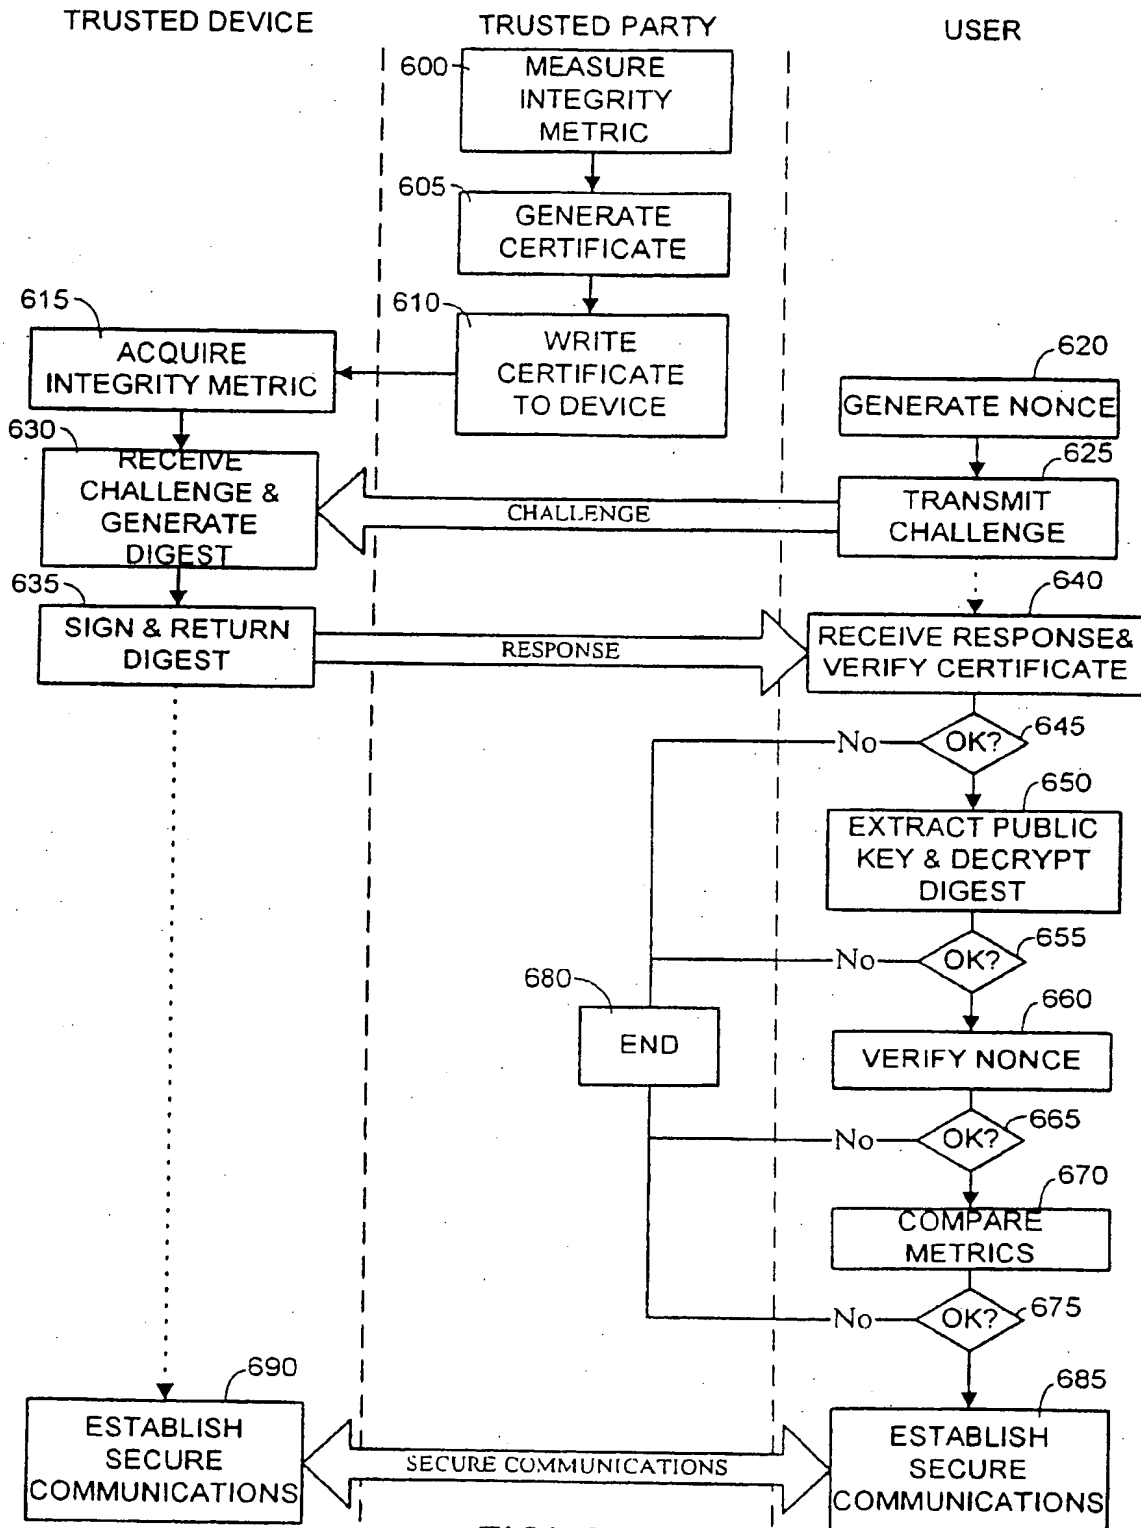 TRUSTED DEVICE
TRUSTED PARTY
USER
600
MEASURE
INTEGRITY
METRIC
605
GENERATE
CERTIFICATE
610
WRITE
CERTIFICATE
TO DEVICE
615
ACQUIRE
INTEGRITY METRIC
620
GENERATE NONCE
625
TRANSMIT
CHALLENGE
CHALLENGE
630
RECEIVE
CHALLENGE &
GENERATE
DIGEST
635
SIGN & RETURN
DIGEST
RESPONSE
640
RECEIVE RESPONSE&
VERIFY CERTIFICATE
645
OK?
No
650
EXTRACT PUBLIC
KEY & DECRYPT
DIGEST
655
OK?
No
680
END
660
VERIFY NONCE
665
OK?
No
670
COMPARE
METRICS
675
OK?
No
690
ESTABLISH
SECURE
COMMUNICATIONS
SECURE COMMUNICATIONS
685
ESTABLISH
SECURE
COMMUNICATIONS